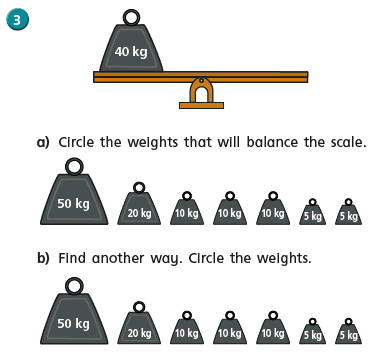 3
40 kg
a) Circle the weights that will balance the scale.
50 kg 20 kg 10 kg 10 kg 10 kg 5 kg 5 kg
b) Find another way. Circle the weights.
50 kg 20 kg 10 kg 10 kg 10 kg 5 kg 5 kg